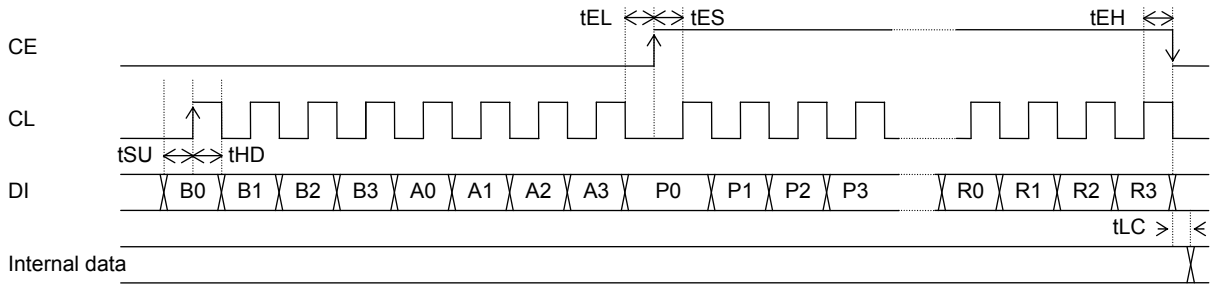 tEL tES tEH
CE
CL
tSU tHD
DI B0 B1 B2 B3 A0 A1 A2 A3 P0 P1 P2 P3 R0 R1 R2 R3
tLC
Internal data